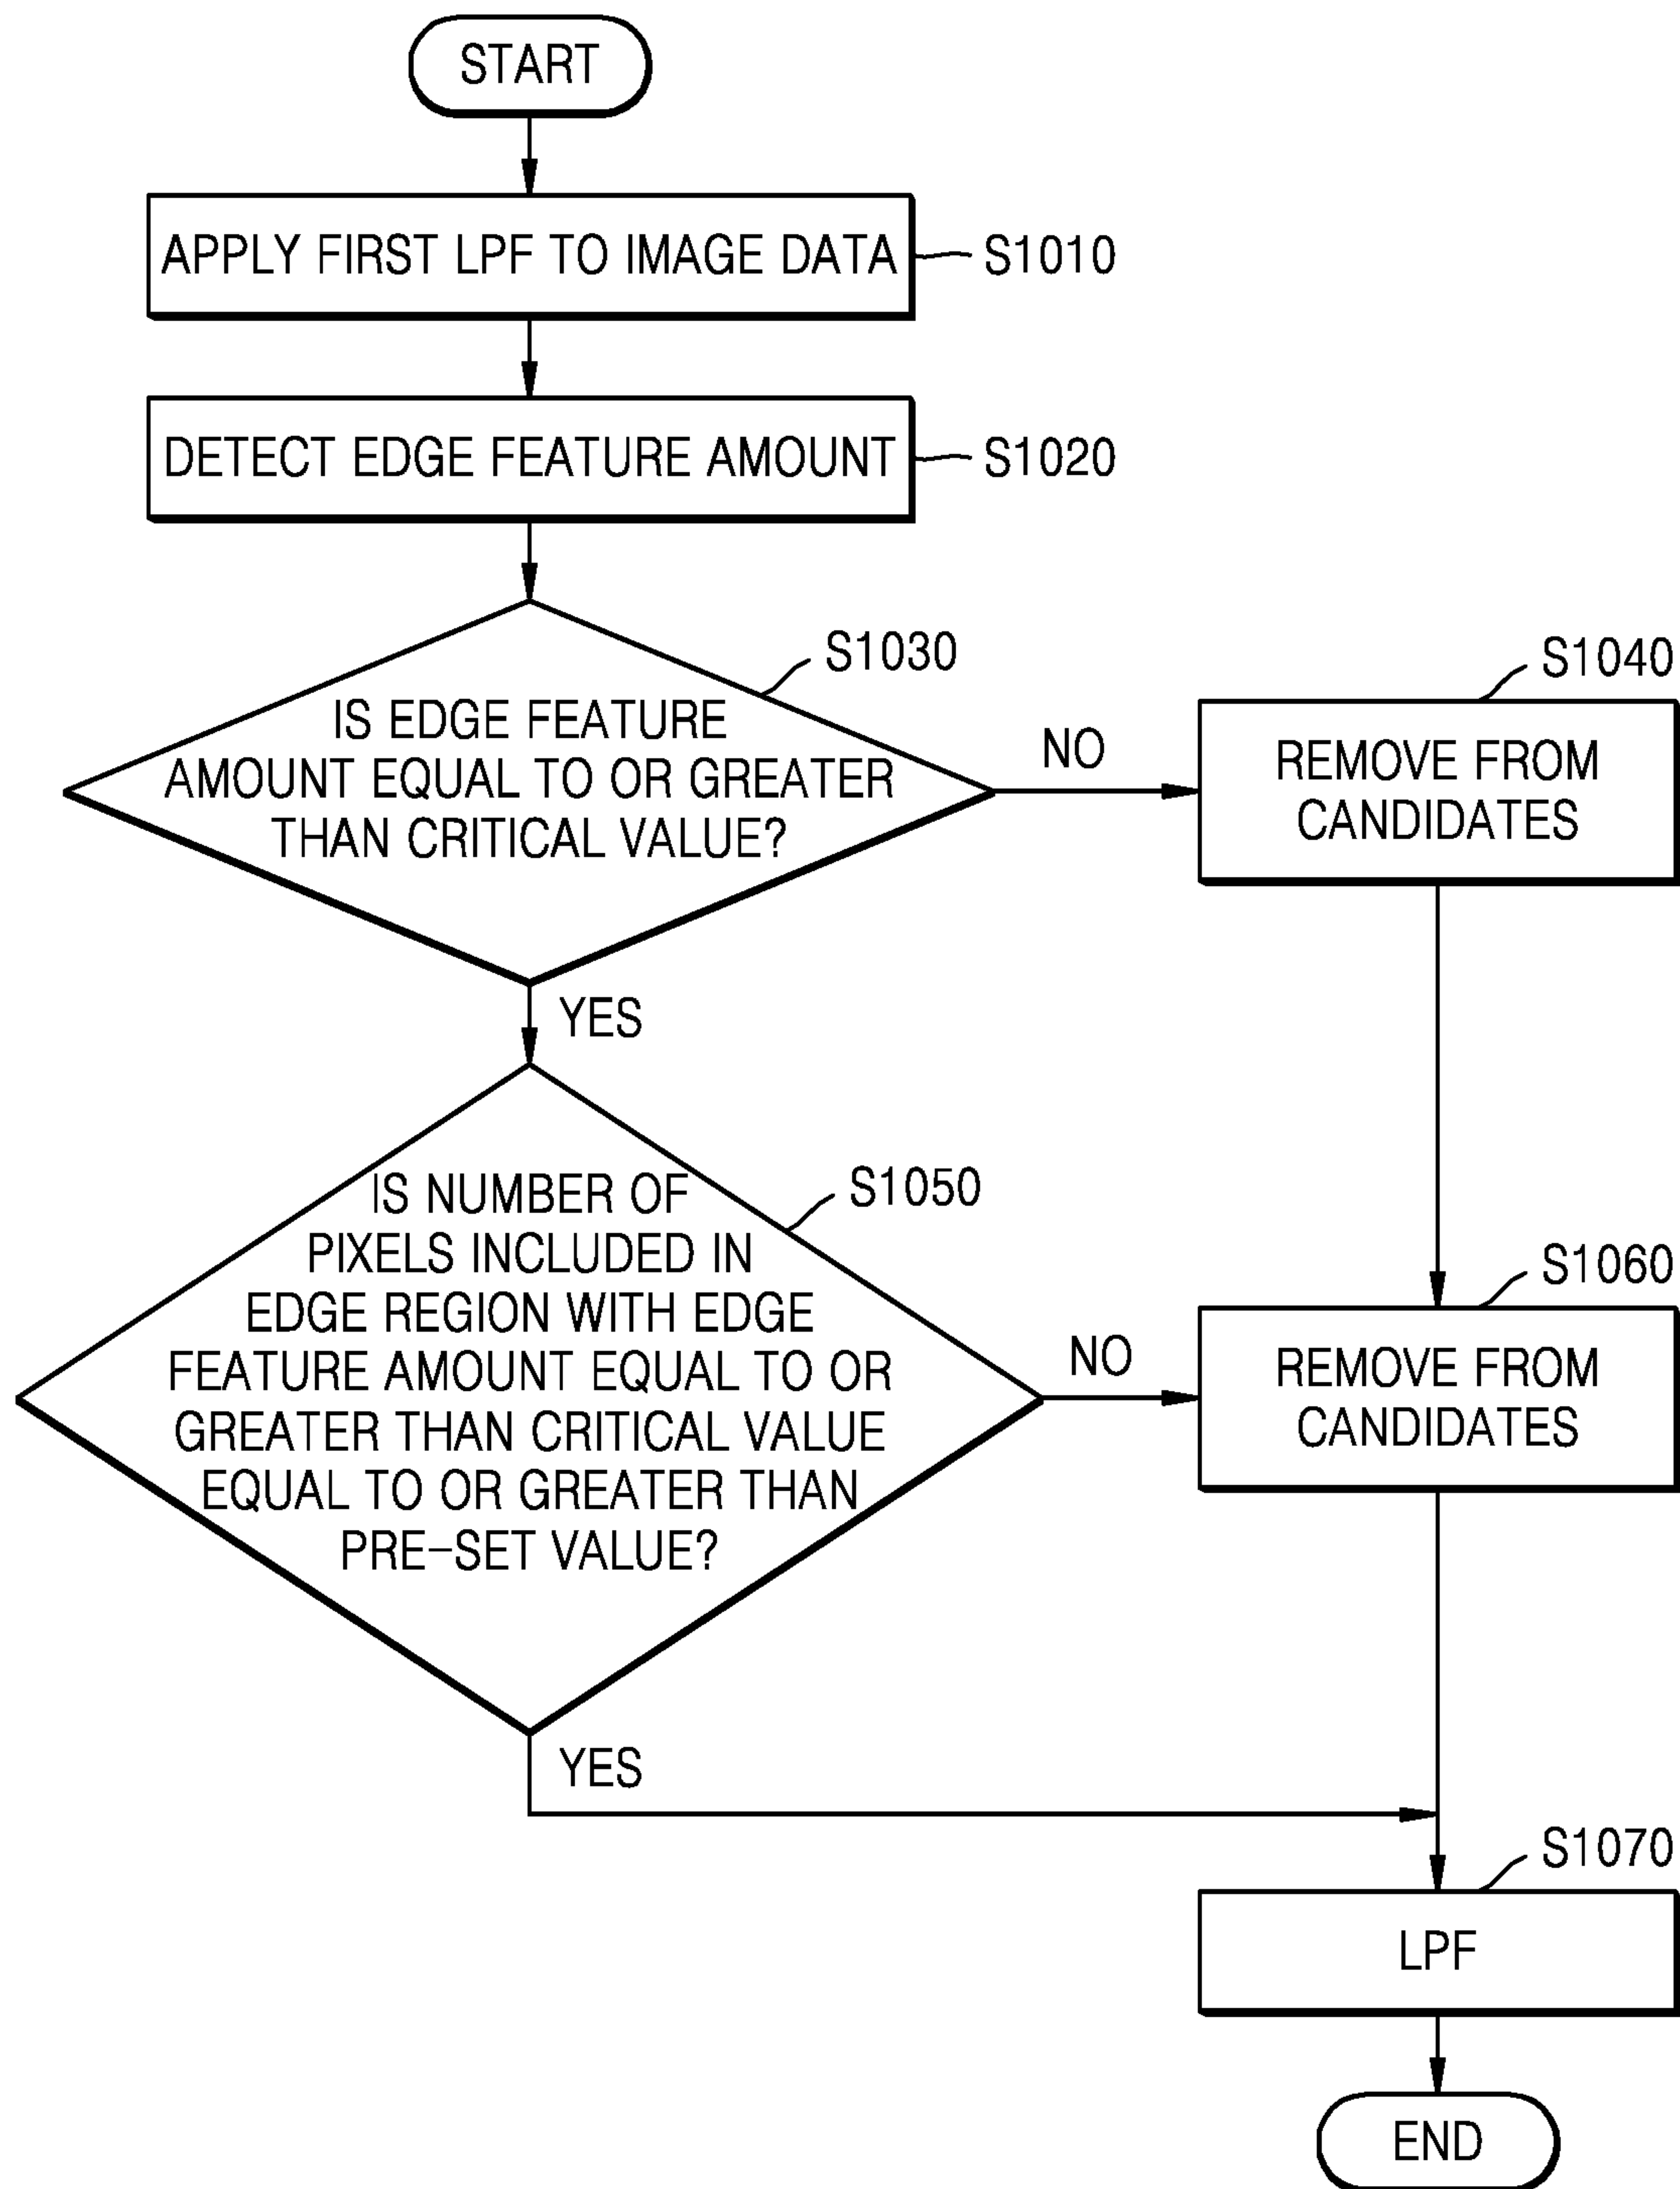 START
APPLY FIRST LPF TO IMAGE DATA
S1010
DETECT EDGE FEATURE AMOUNT
S1020
S1030
IS EDGE FEATURE
AMOUNT EQUAL TO OR GREATER
THAN CRITICAL VALUE?
NO
S1040
REMOVE FROM
CANDIDATES
YES
S1050
IS NUMBER OF
PIXELS INCLUDED IN
EDGE REGION WITH EDGE
FEATURE AMOUNT EQUAL TO OR
GREATER THAN CRITICAL VALUE
EQUAL TO OR GREATER THAN
PRE-SET VALUE?
NO
S1060
REMOVE FROM
CANDIDATES
YES
S1070
LPF
END